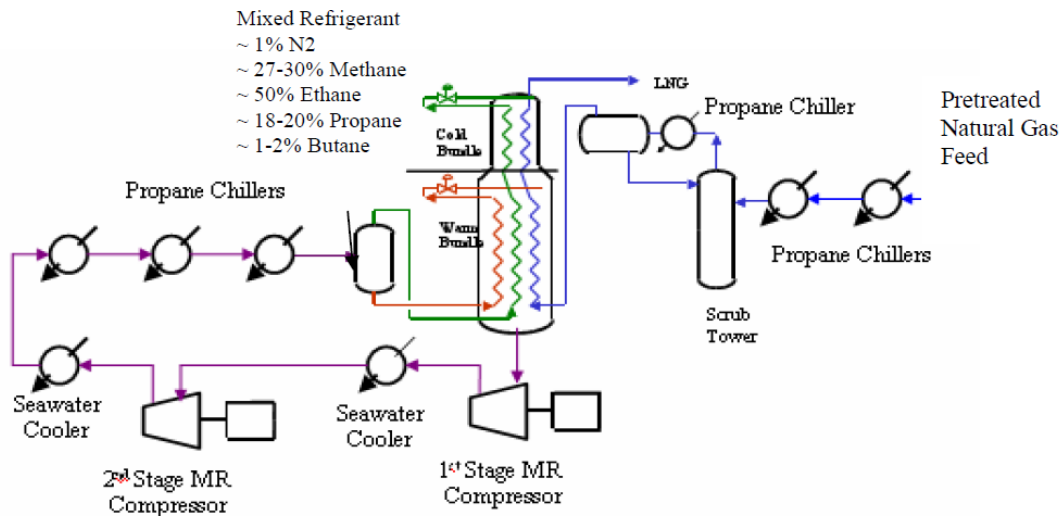 Mixed Refrigerant
~ 1% N2
~ 27-30% Methane
~ 50% Ethane
~ 18-20% Propane
~ 1-2% Butane
LNG
Propane Chiller
Pretreated
Natural Gas
Feed
Cold
Bundle
Propane Chillers
Warm
Bundle
Propane Chillers
Scrub
Tower
Seawater
Cooler
Seawater
Cooler
2nd Stage MR
Compressor
1st Stage MR
Compressor